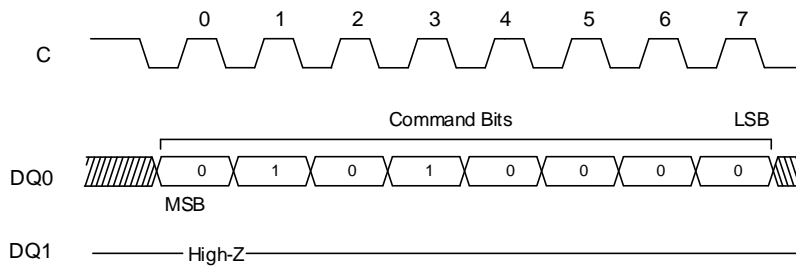 0 1 2 3 4 5 6 7
C
Command Bits LSB
DQ0 0 1 0 1 0 0 0 0
MSB
DQ1 High-Z